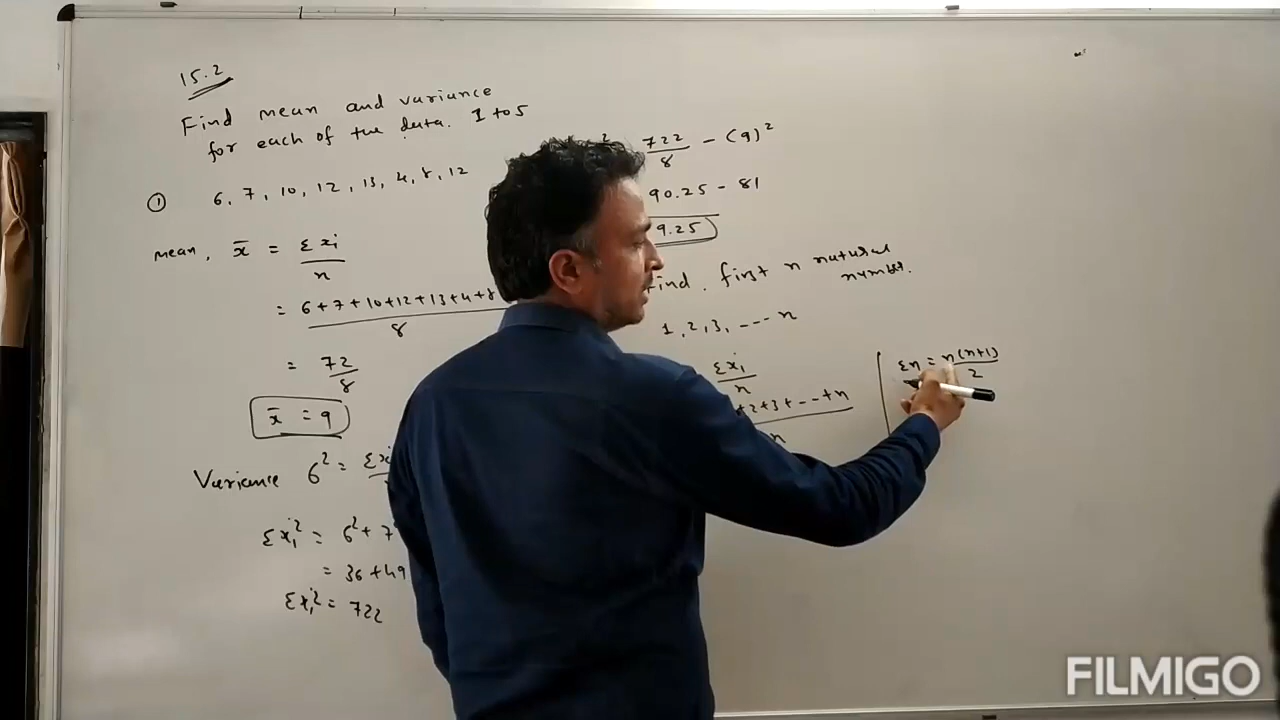 15.2
Find mean and variance
for each of the data. 1 to 5
① 6, 7, 10, 12, 13, 4, 8, 12
mean, x̄ = Σxi / n
= 6+7+10+12+13+4+8 / 8
= 72 / 8
x̄ = 9
Variance σ² = Σxi
Σxi² = 6² + 7
= 36 + 49
Σxi² = 722
² 722 / 8 - (9)²
90.25 - 81
9.25
find. first n natural
number.
1, 2, 3, --- n
Σxi / n
+2+3+---+n / n
Σn = n(n+1) / 2
FILMIGO